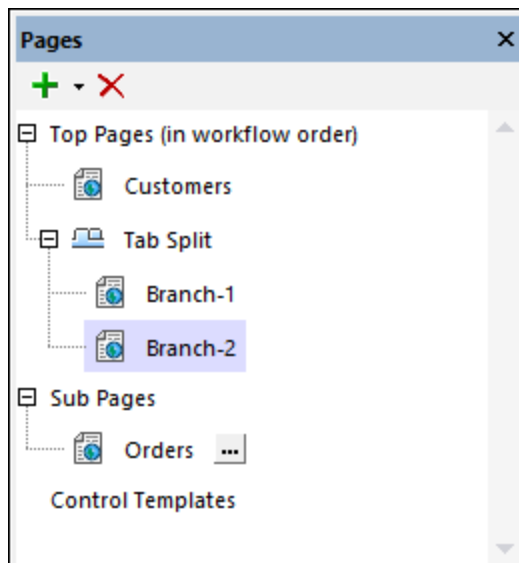 Pages
Top Pages (in workflow order)
Customers
Tab Split
Branch-1
Branch-2
Sub Pages
Orders ...
Control Templates